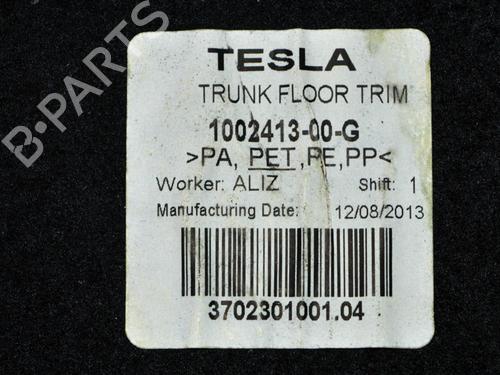 B-PARTS
TESLA
TRUNK FLOOR TRIM
1002413-00-G
>PA, PET,PE,PP<
Worker: ALIZ Shift: 1
Manufacturing Date: 12/08/2013
3702301001.04